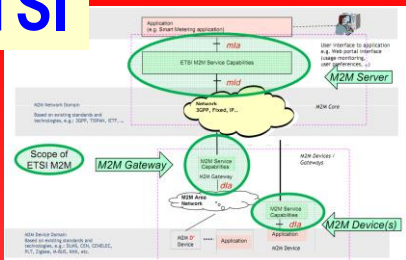 TSI
Application
(e.g. Smart Metering application)
mIa
User interface to application
e.g. Web portal interface
(usage monitoring,
user preferences, …)
ETSI M2M Service Capabilities
M2M Server
mId
M2M Network Domain
Based on existing standards and
technologies, e.g.: 3GPP, TISPAN, IETF, …
Network
3GPP, Fixed, IP…
M2M Core
Scope of
ETSI M2M
M2M Gateway
M2M Service
Capabilities
M2M Gateway
dIa
M2M Devices /
Gateways
M2M Area
Network
M2M Service
Capabilities
dIa
M2M Device(s)
M2M Device Domain
Based on existing standards and
technologies, e.g.: DLMS, CEN, CENELEC,
PLT, Zigbee, M-BUS, KNX, etc.
M2M D'
Device
Application
Application
M2M Device